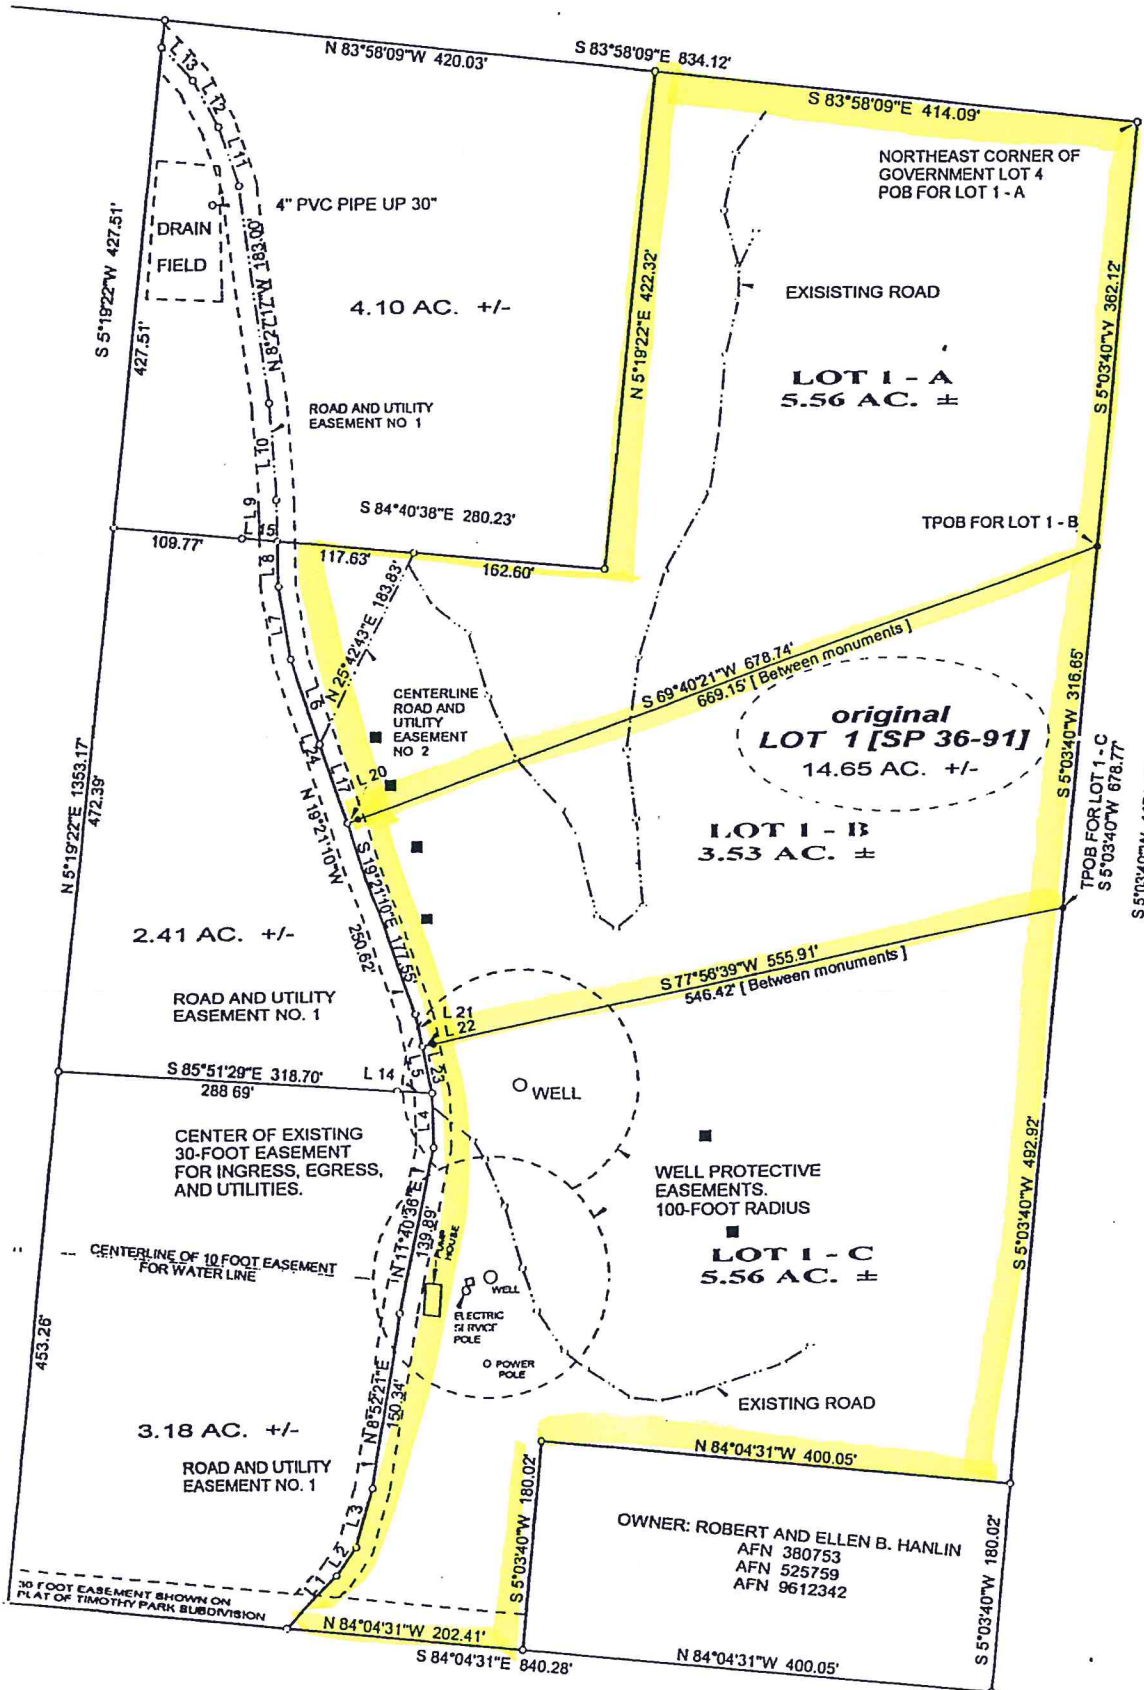 N 83°58'09"W 420.03'
S 83°58'09"E 834.12'
S 83°58'09"E 414.09'
L 13
L 12
L 11
NORTHEAST CORNER OF
GOVERNMENT LOT 4
POB FOR LOT 1 - A
4" PVC PIPE UP 30"
DRAIN
FIELD
S 5°19'22"W 427.51'
427.51'
N 8°27'17"W 183.00'
4.10 AC. +/-
N 5°19'22"E 422.32'
EXISISTING ROAD
LOT 1 - A
5.56 AC. ±
S 5°03'40"W 362.12'
ROAD AND UTILITY
EASEMENT NO 1
L 10
L 9
15
S 84°40'38"E 280.23'
109.77'
117.63'
162.60'
TPOB FOR LOT 1 - B
L 8
L 7
L 6
N 25°42'43"E 183.83'
CENTERLINE
ROAD AND
UTILITY
EASEMENT
NO 2
S 69°40'21"W 678.74'
669.15' [ Between monuments ]
L 24
L 17
L 20
original
LOT 1 [SP 36-91]
14.65 AC. +/-
S 5°03'40"W 316.65'
TPOB FOR LOT 1 - C
S 5°03'40"W 678.77'
S 5°03'40"W
N 5°19'22"E 1353.17'
472.39'
N 19°21'10"W
250.62'
S 19°21'10"E 177.55'
LOT 1 - B
3.53 AC. ±
2.41 AC. +/-
ROAD AND UTILITY
EASEMENT NO. 1
S 77°56'39"W 555.91'
546.42' [ Between monuments ]
L 21
L 22
L 23
L 5
S 85°51'29"E 318.70'
288 69'
L 14
L 4
WELL
CENTER OF EXISTING
30-FOOT EASEMENT
FOR INGRESS, EGRESS,
AND UTILITIES.
WELL PROTECTIVE
EASEMENTS.
100-FOOT RADIUS
S 5°03'40"W 492.92'
N 11°40'36"E
139.89'
PUMP
HOUSE
CENTERLINE OF 10 FOOT EASEMENT
FOR WATER LINE
LOT 1 - C
5.56 AC. ±
WELL
ELECTRIC
SERVICE
POLE
POWER
POLE
453.26'
N 8°52'21"E
150.34'
EXISTING ROAD
3.18 AC. +/-
ROAD AND UTILITY
EASEMENT NO. 1
N 84°04'31"W 400.05'
S 5°03'40"W 180.02'
1
L 3
L 2
L 1
OWNER: ROBERT AND ELLEN B. HANLIN
AFN 380753
AFN 525759
AFN 9612342
S 5°03'40"W 180.02'
30 FOOT EASEMENT SHOWN ON
PLAT OF TIMOTHY PARK SUBDIVISION
N 84°04'31"W 202.41'
S 84°04'31"E 840.28'
N 84°04'31"W 400.05'